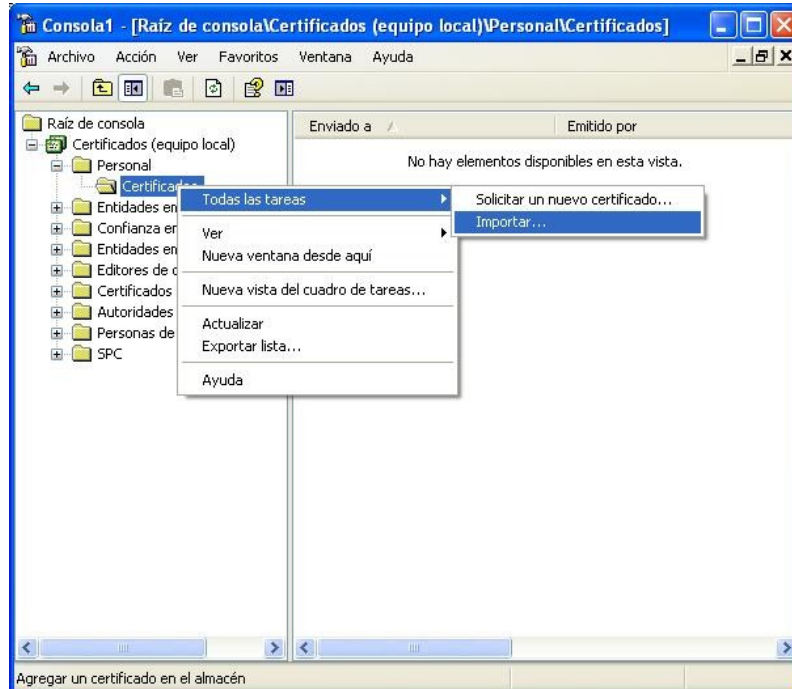 Consola1 - [Raíz de consola\Certificados (equipo local)\Personal\Certificados]
Archivo Acción Ver Favoritos Ventana Ayuda
Raíz de consola
Certificados (equipo local)
Personal
Certificados
Entidades en
Confianza en
Entidades en
Editores de c
Certificados
Autoridades
Personas de
SPC
Enviado a
Emitido por
No hay elementos disponibles en esta vista.
Todas las tareas
Ver
Nueva ventana desde aquí
Nueva vista del cuadro de tareas...
Actualizar
Exportar lista...
Ayuda
Solicitar un nuevo certificado...
Importar...
Agregar un certificado en el almacén